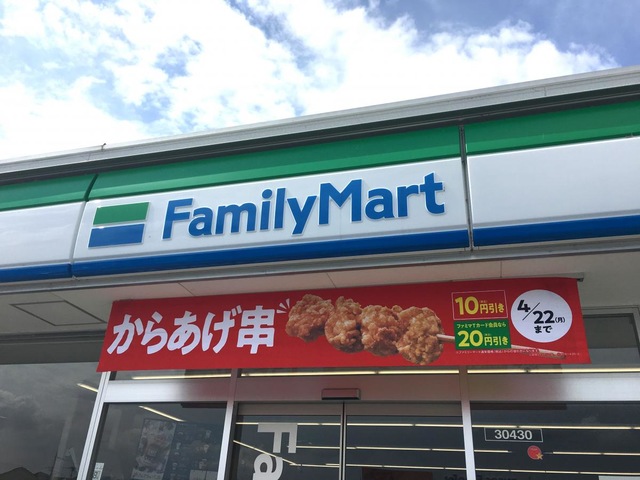 FamilyMart
からあげ串
10円引き
ファミマTカード会員なら
20円引き
4/22(月)
まで
30430
Fa